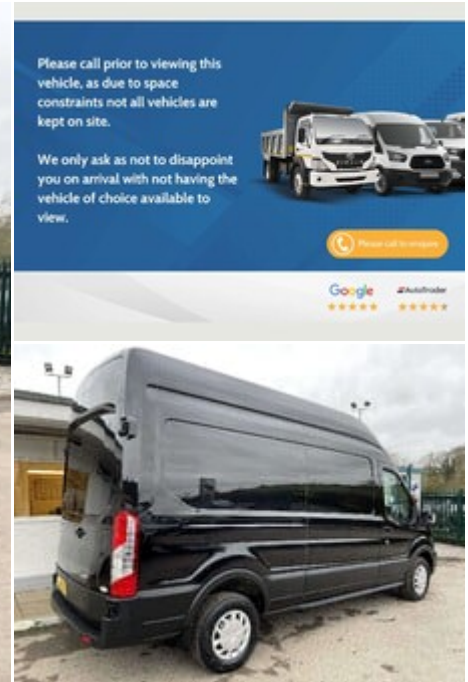 Please call prior to viewing this
vehicle, as due to space
constraints not all vehicles are
kept on site.
We only ask as not to disappoint
you on arrival with not having the
vehicle of choice available to
view.
Please call to enquire
Google
AutoTrader